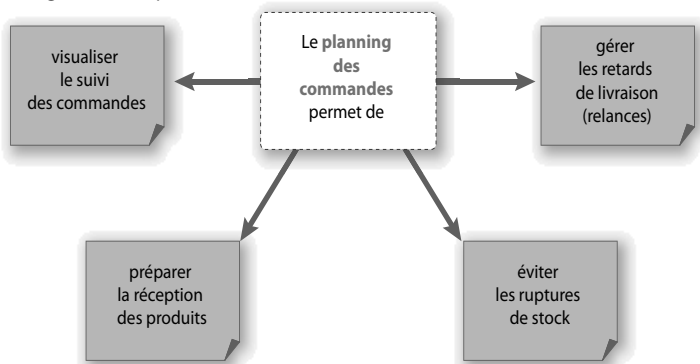 visualiser
le suivi
des commandes
Le planning
des
commandes
permet de
gérer
les retards
de livraison
(relances)
préparer
la réception
des produits
éviter
les ruptures
de stock